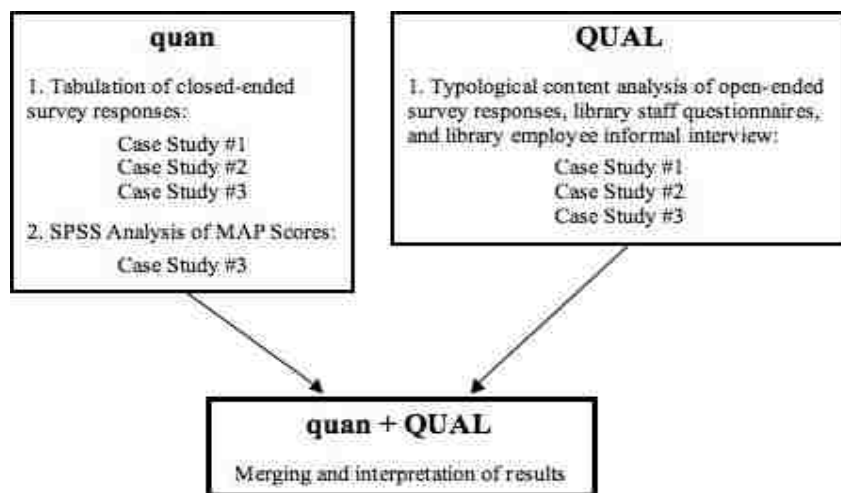 quan
1. Tabulation of closed-ended
survey responses:
Case Study #1
Case Study #2
Case Study #3
2. SPSS Analysis of MAP Scores:
Case Study #3
QUAL
1. Typological content analysis of open-ended
survey responses, library staff questionnaires,
and library employee informal interview:
Case Study #1
Case Study #2
Case Study #3
quan + QUAL
Merging and interpretation of results